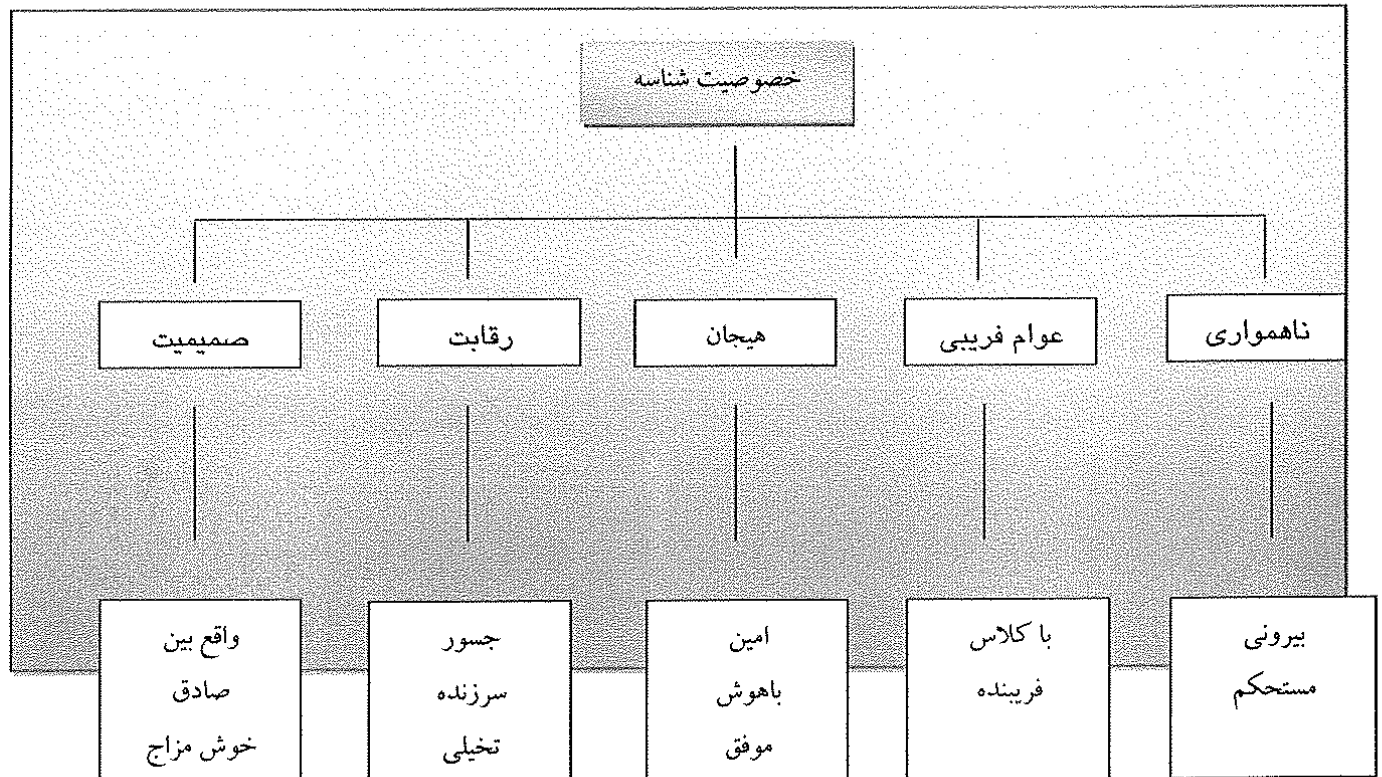 خصوصیت شناسه
ناهمواری
عوام فریبی
هیجان
رقابت
صمیمیت
بیرونی
مستحکم
با کلاس
فریبنده
امین
باهوش
موفق
جسور
سرزنده
تخیلی
واقع بین
صادق
خوش مزاج